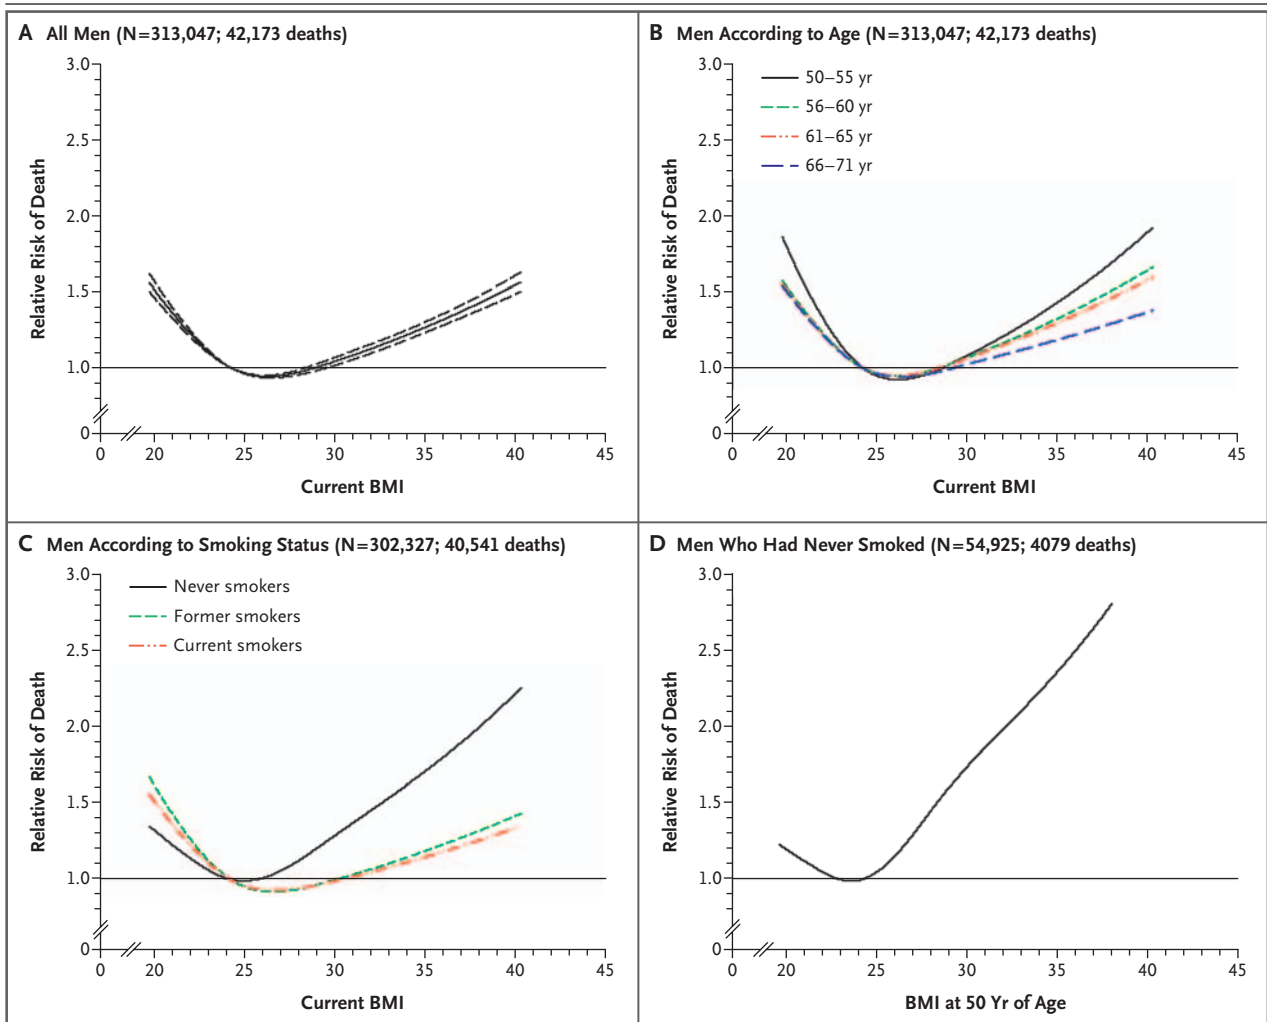 A All Men (N=313,047; 42,173 deaths)
3.0
2.5
2.0
1.5
1.0
0
Relative Risk of Death
0 20 25 30 35 40 45
Current BMI
B Men According to Age (N=313,047; 42,173 deaths)
3.0
2.5
2.0
1.5
1.0
0
Relative Risk of Death
50–55 yr
56–60 yr
61–65 yr
66–71 yr
0 20 25 30 35 40 45
Current BMI
C Men According to Smoking Status (N=302,327; 40,541 deaths)
3.0
2.5
2.0
1.5
1.0
0
Relative Risk of Death
Never smokers
Former smokers
Current smokers
0 20 25 30 35 40 45
Current BMI
D Men Who Had Never Smoked (N=54,925; 4079 deaths)
3.0
2.5
2.0
1.5
1.0
0
Relative Risk of Death
0 20 25 30 35 40 45
BMI at 50 Yr of Age